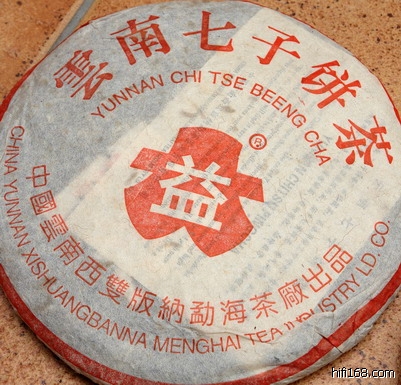 雲南七子餅茶
YUNNAN CHI TSE BEENG CHA
®
益
中國雲南西雙版納勐海茶廠出品
CHINA YUNNAN XISHUANGBANNA MENGHAI TEA INDUSTRY LD. CO.
hifi168.com